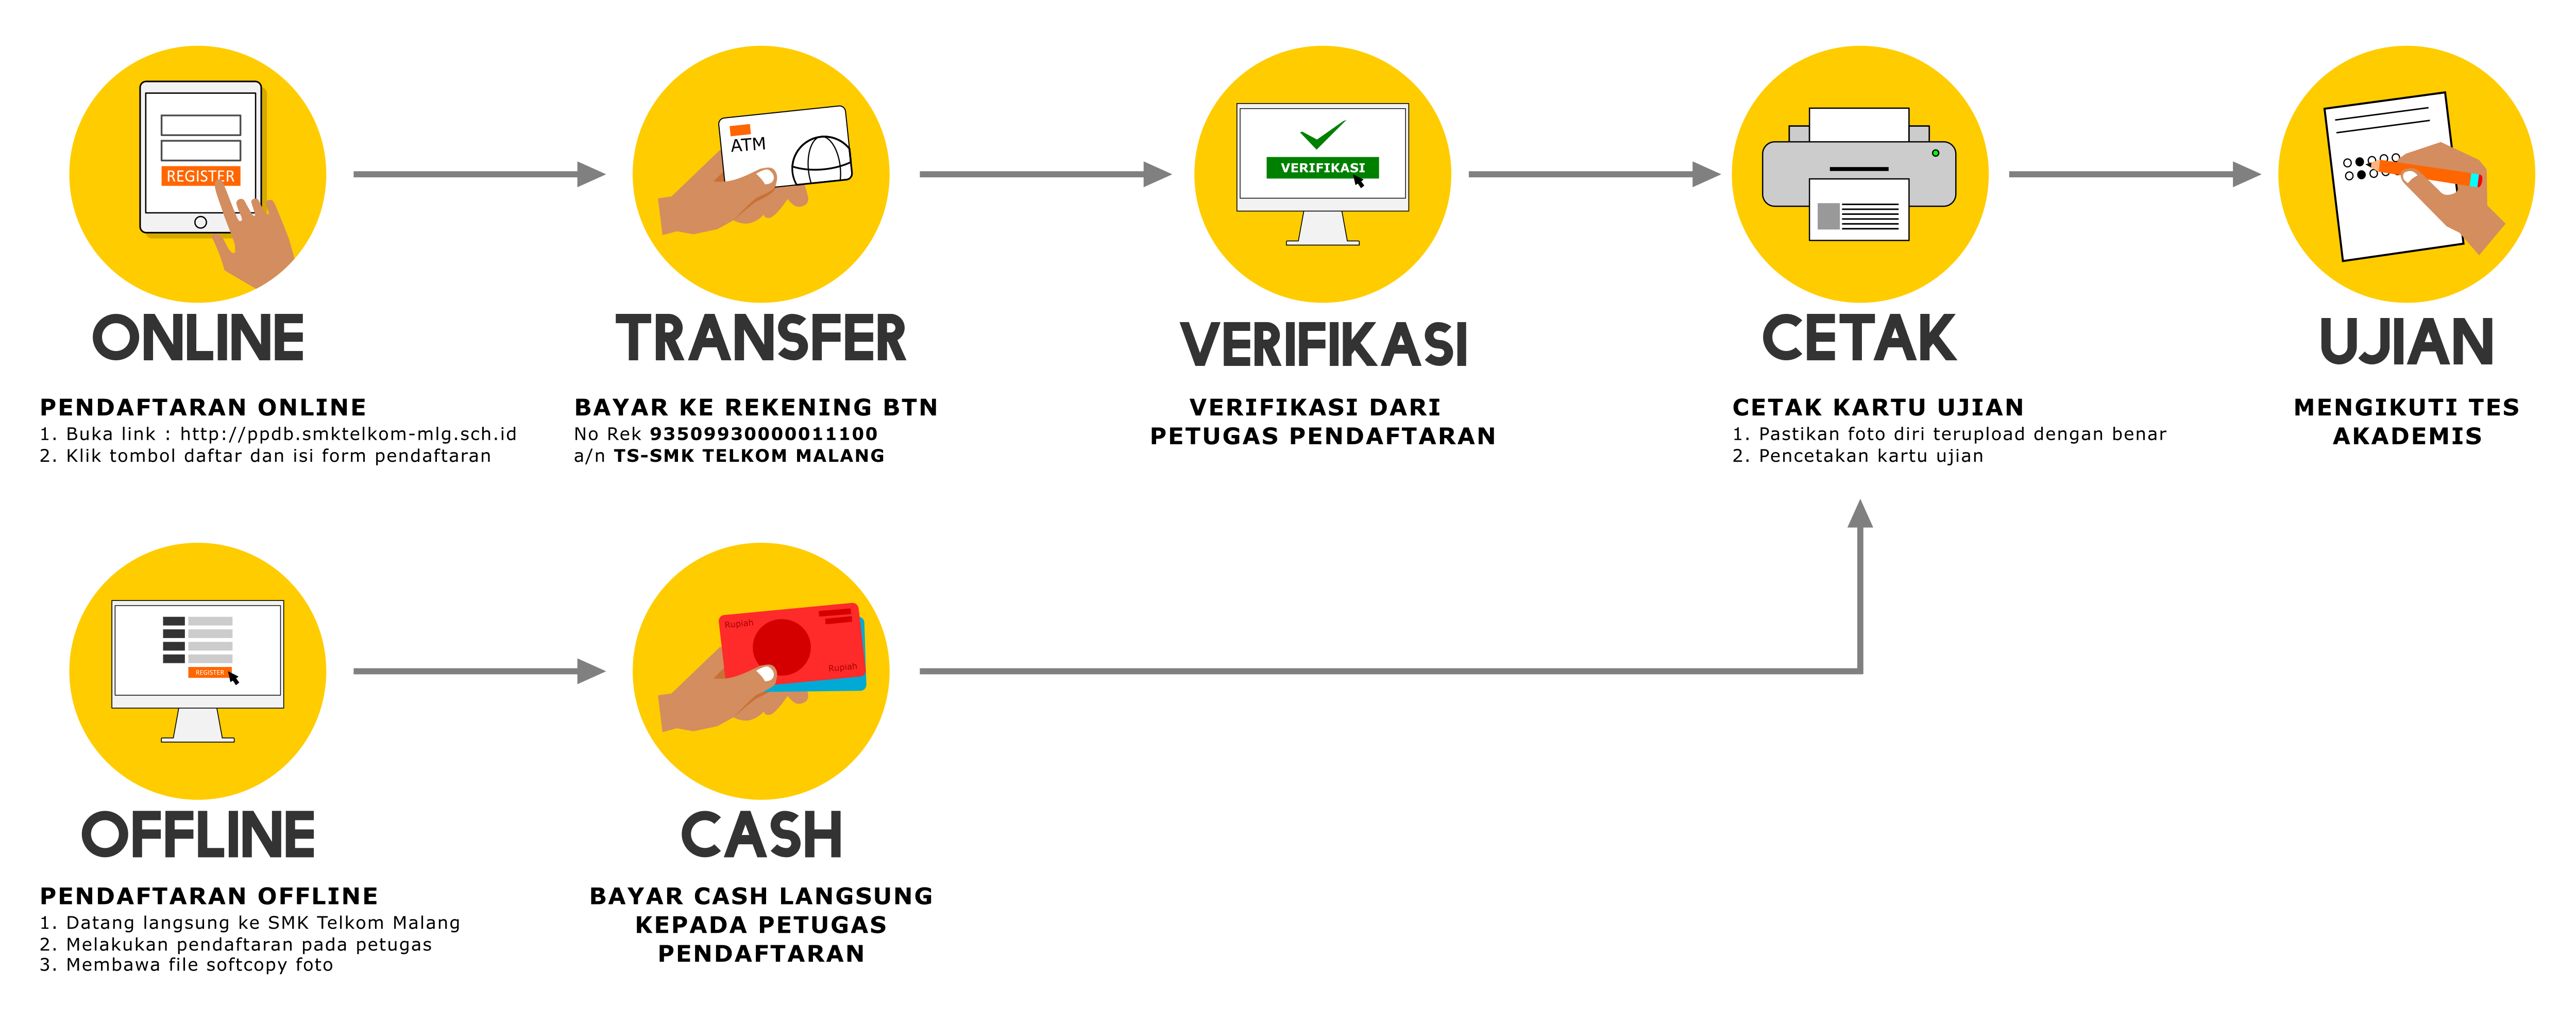 REGISTER
ATM
VERIFIKASI
ONLINE
TRANSFER
VERIFIKASI
CETAK
UJIAN
PENDAFTARAN ONLINE
1. Buka link : http://ppdb.smktelkom-mlg.sch.id
2. Klik tombol daftar dan isi form pendaftaran
BAYAR KE REKENING BTN
No Rek 93509930000011100
a/n TS-SMK TELKOM MALANG
VERIFIKASI DARI
PETUGAS PENDAFTARAN
CETAK KARTU UJIAN
1. Pastikan foto diri terupload dengan benar
2. Pencetakan kartu ujian
MENGIKUTI TES
AKADEMIS
REGISTER
Rupiah
Rupiah
OFFLINE
CASH
PENDAFTARAN OFFLINE
1. Datang langsung ke SMK Telkom Malang
2. Melakukan pendaftaran pada petugas
3. Membawa file softcopy foto
BAYAR CASH LANGSUNG
KEPADA PETUGAS
PENDAFTARAN